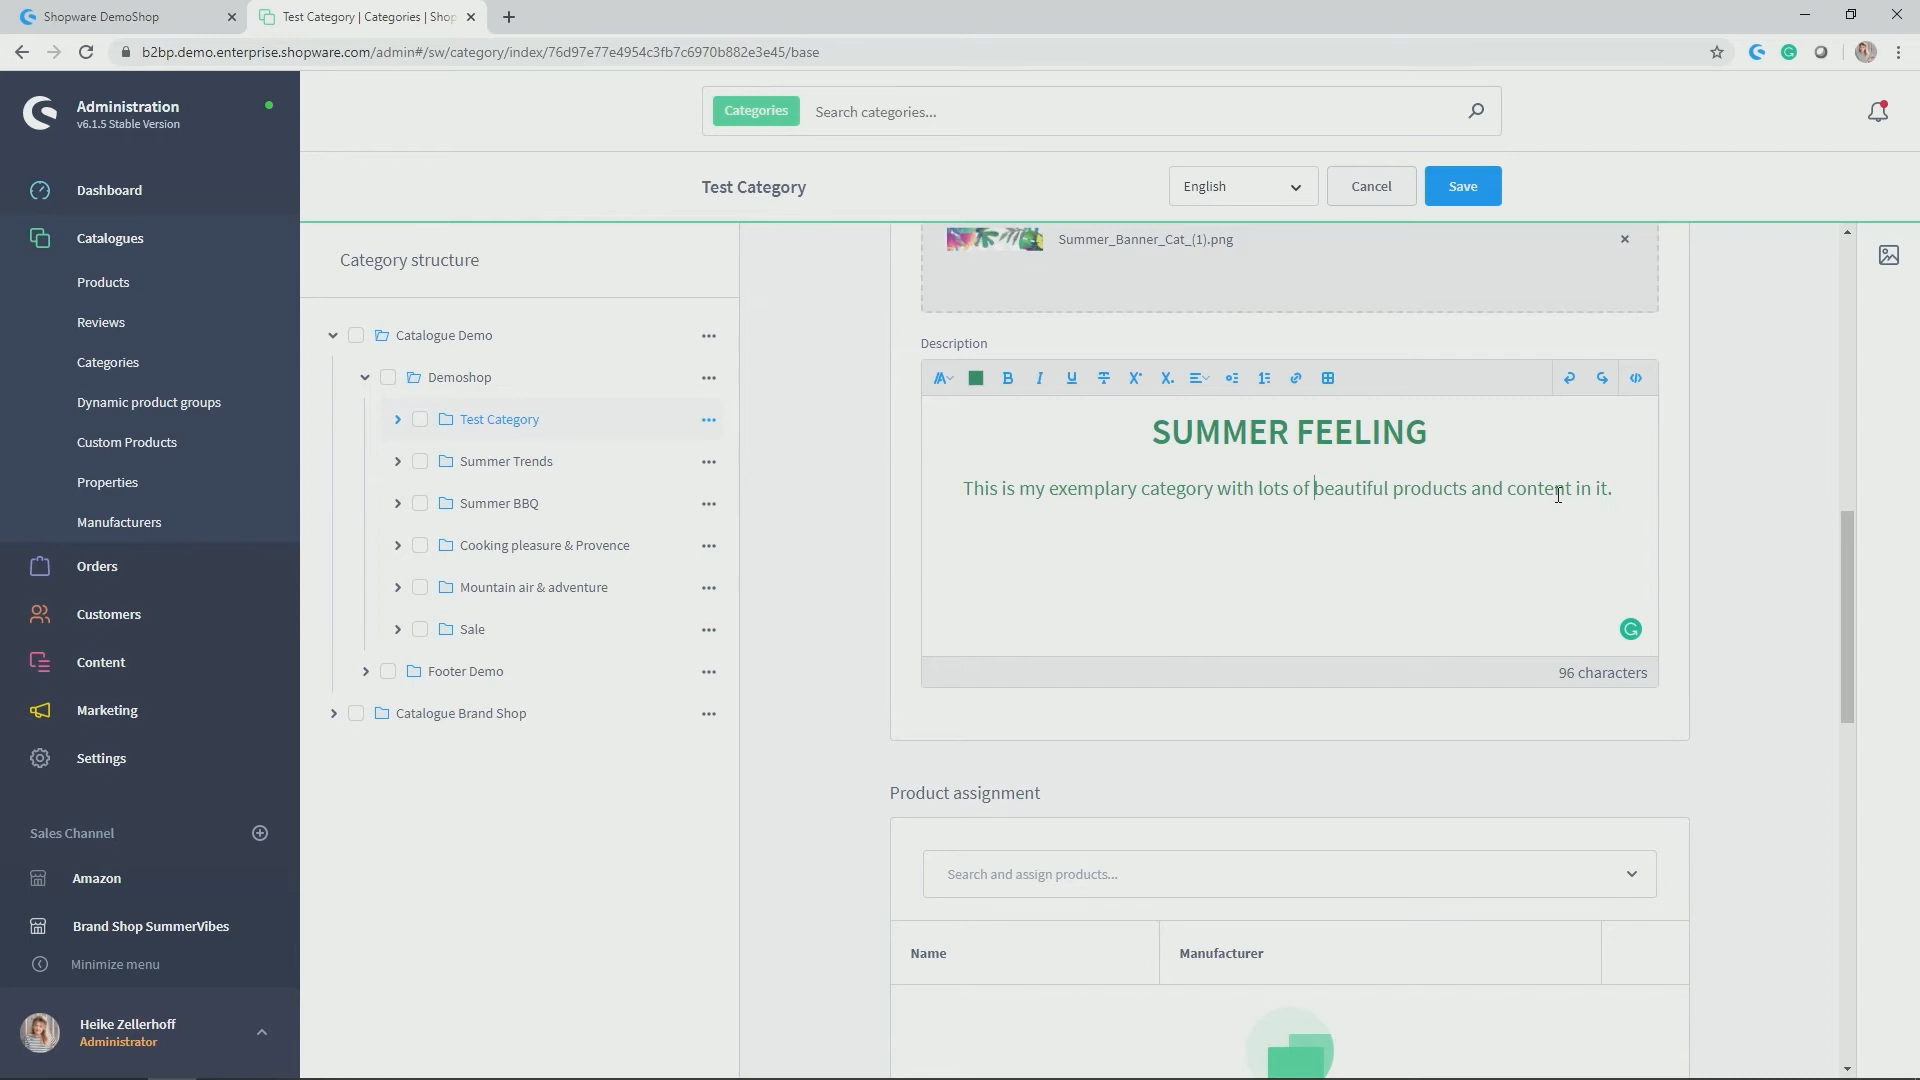 Shopware DemoShop
Test Category | Categories | Shop
b2bp.demo.enterprise.shopware.com/admin#/sw/category/index/76d97e77e4954c3fb7c6970b882e3e45/base
Administration
v6.1.5 Stable Version
Categories
Search categories...
Test Category
English
Cancel
Save
Dashboard
Catalogues
Products
Reviews
Categories
Dynamic product groups
Custom Products
Properties
Manufacturers
Orders
Customers
Content
Marketing
Settings
Sales Channel
Amazon
Brand Shop SummerVibes
Minimize menu
Heike Zellerhoff
Administrator
Category structure
Catalogue Demo
Demoshop
Test Category
Summer Trends
Summer BBQ
Cooking pleasure & Provence
Mountain air & adventure
Sale
Footer Demo
Catalogue Brand Shop
Summer_Banner_Cat_(1).png
Description
SUMMER FEELING
This is my exemplary category with lots of beautiful products and content in it.
96 characters
Product assignment
Search and assign products...
Name
Manufacturer